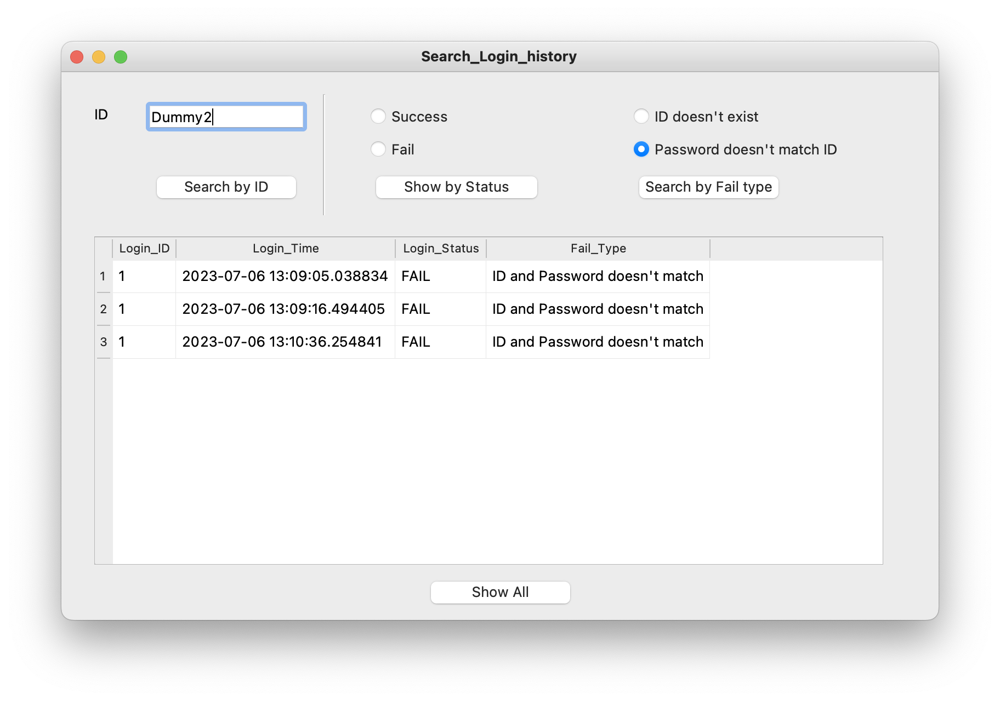 Search_Login_history
ID
Dummy2
Success
ID doesn't exist
Fail
Password doesn't match ID
Search by ID
Show by Status
Search by Fail type
Login_ID Login_Time Login_Status Fail_Type
1 1 2023-07-06 13:09:05.038834 FAIL ID and Password doesn't match
2 1 2023-07-06 13:09:16.494405 FAIL ID and Password doesn't match
3 1 2023-07-06 13:10:36.254841 FAIL ID and Password doesn't match
Show All